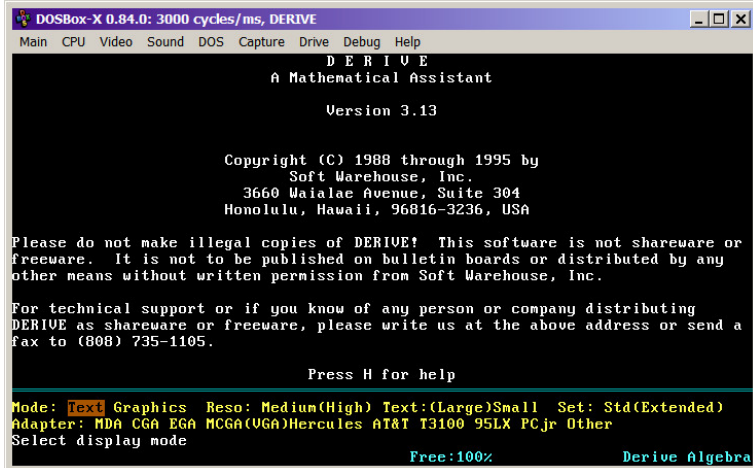 DOSBox-X 0.84.0: 3000 cycles/ms, DERIVE
Main CPU Video Sound DOS Capture Drive Debug Help
D E R I V E
A Mathematical Assistant
Version 3.13
Copyright (C) 1988 through 1995 by
Soft Warehouse, Inc.
3660 Waialae Avenue, Suite 304
Honolulu, Hawaii, 96816-3236, USA
Please do not make illegal copies of DERIVE! This software is not shareware or
freeware. It is not to be published on bulletin boards or distributed by any
other means without written permission from Soft Warehouse, Inc.
For technical support or if you know of any person or company distributing
DERIVE as shareware or freeware, please write us at the above address or send a
fax to (808) 735-1105.
Press H for help
Mode: Text Graphics Reso: Medium(High) Text:(Large)Small Set: Std(Extended)
Adapter: MDA CGA EGA MCGA(VGA)Hercules AT&T T3100 95LX PCjr Other
Select display mode
Free:100% Derive Algebra